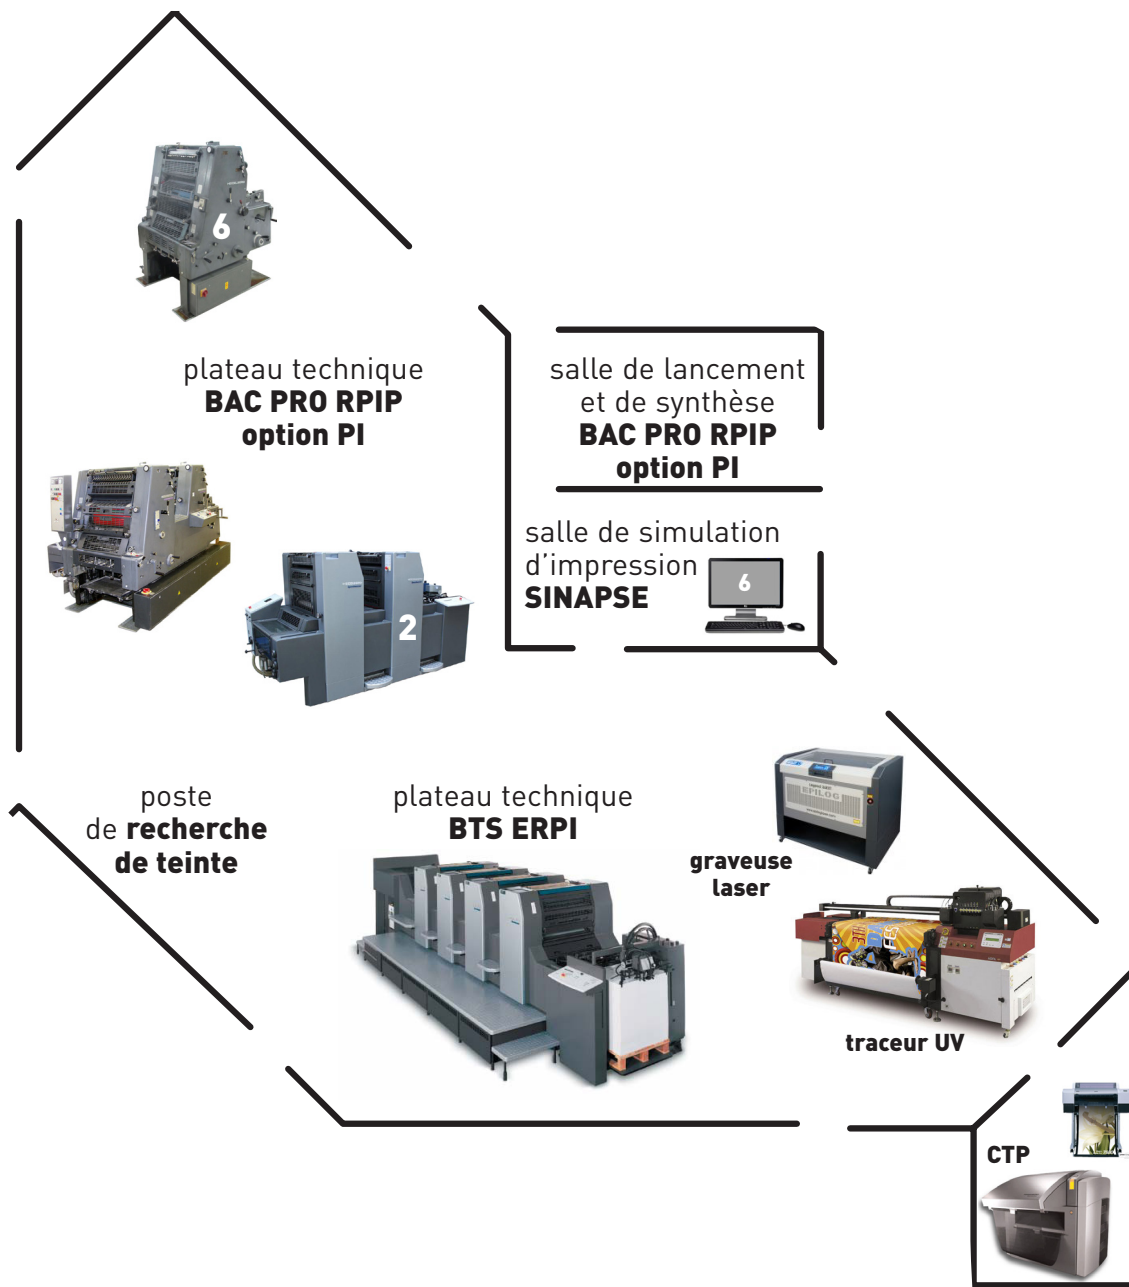 6
plateau technique
BAC PRO RPIP
option PI
salle de lancement
et de synthèse
BAC PRO RPIP
option PI
salle de simulation
d’impression
SINAPSE
6
2
poste
de recherche
de teinte
plateau technique
BTS ERPI
EPILOG
graveuse
laser
traceur UV
CTP